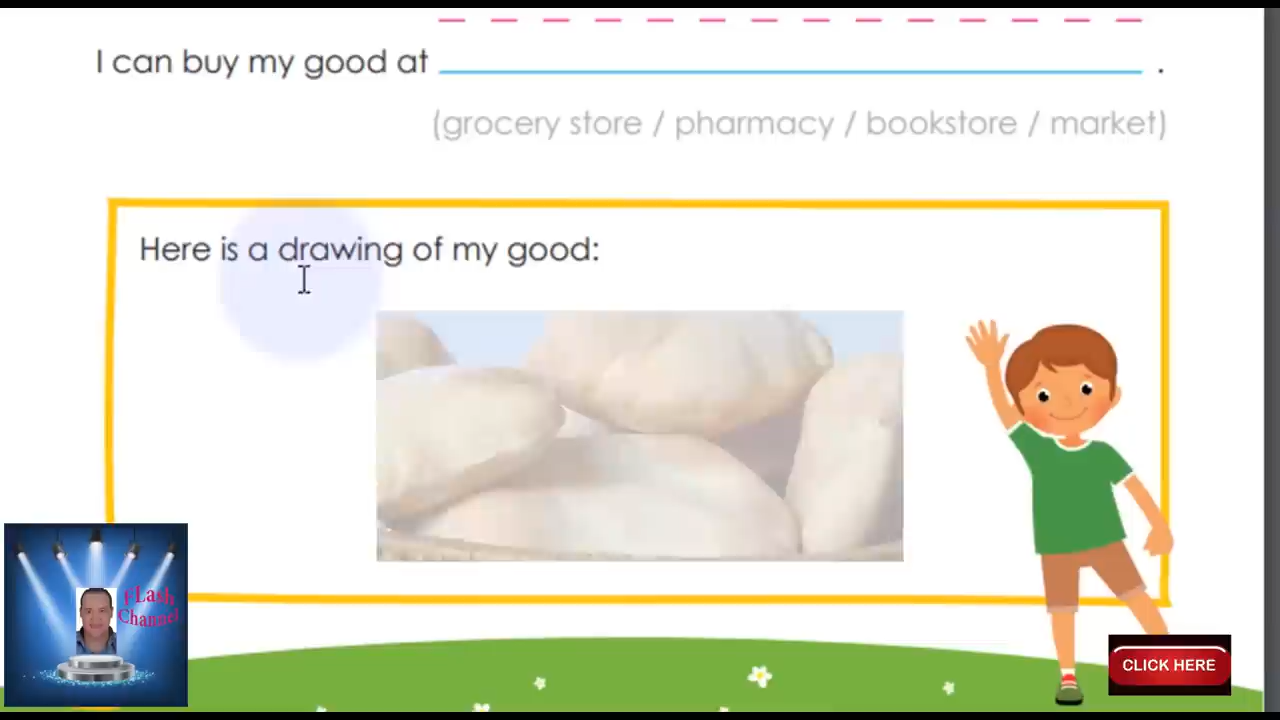 I can buy my good at .
(grocery store / pharmacy / bookstore / market)
Here is a drawing of my good:
fLash
Channel
CLICK HERE